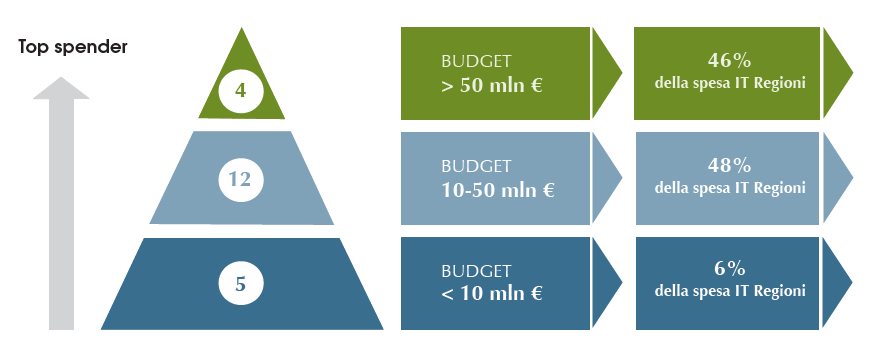 Top spender
4
BUDGET
> 50 mln €
46%
della spesa IT Regioni
12
BUDGET
10-50 mln €
48%
della spesa IT Regioni
5
BUDGET
< 10 mln €
6%
della spesa IT Regioni